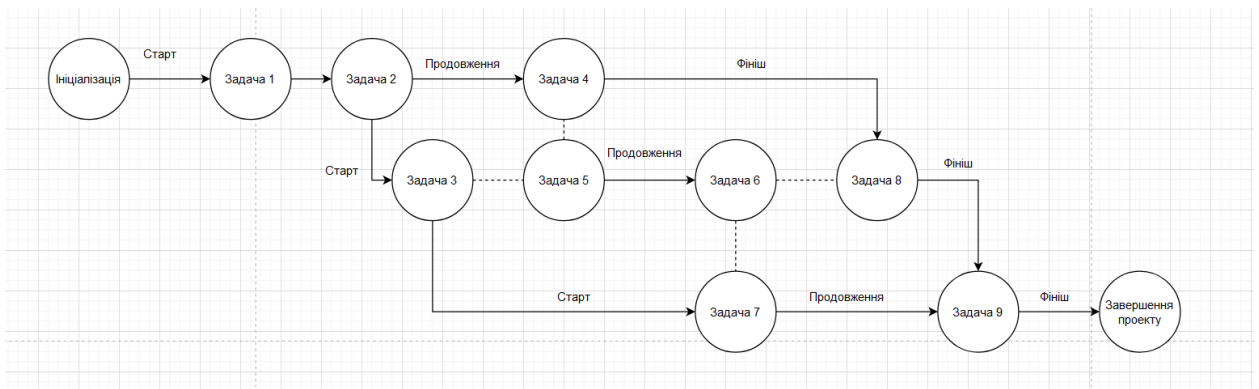 Старт
Продовження
Фініш
Ініціалізація
Задача 1
Задача 2
Задача 4
Продовження
Фініш
Старт
Задача 3
Задача 5
Задача 6
Задача 8
Старт
Продовження
Фініш
Задача 7
Задача 9
Завершення
проекту